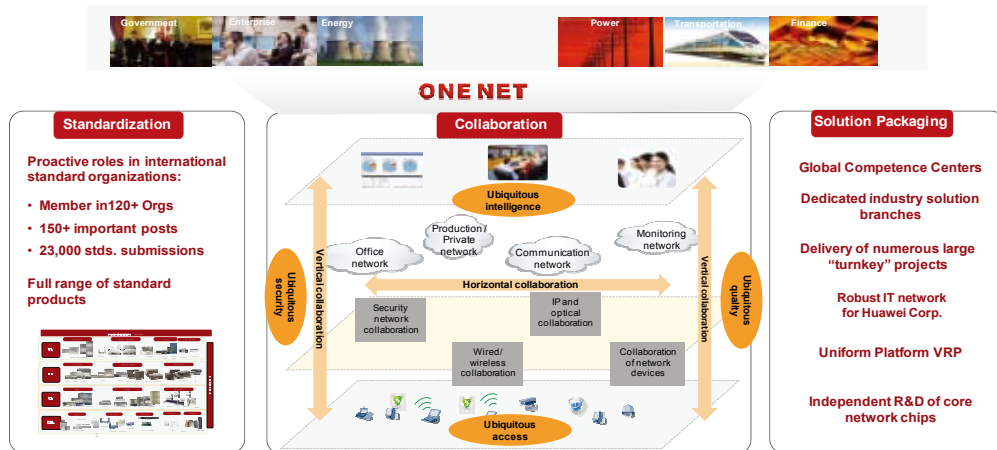 Government
Enterprise
Energy
Power
Transportation
Finance
ONE NET
Standardization
Proactive roles in international
standard organizations:
• Member in120+ Orgs
• 150+ important posts
• 23,000 stds. submissions
Full range of standard
products
Collaboration
Ubiquitous
intelligence
Production /
Private
network
Monitoring
network
Office
network
Communication
network
Vertical collaboration
Vertical collaboration
Ubiquitous
security
Ubiquitous
quality
Horizontal collaboration
Security
network
collaboration
IP and
optical
collaboration
Wired/
wireless
collaboration
Collaboration
of network
devices
Ubiquitous
access
Solution Packaging
Global Competence Centers
Dedicated industry solution
branches
Delivery of numerous large
“turnkey” projects
Robust IT network
for Huawei Corp.
Uniform Platform VRP
Independent R&D of core
network chips